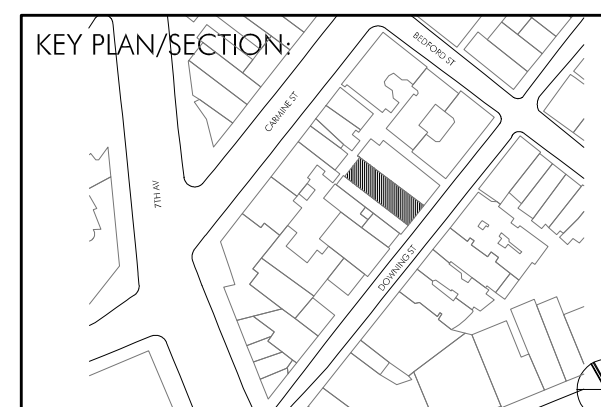 KEY PLAN/SECTION:
BEDFORD ST
CARMINE ST
7TH AV
DOWNING ST